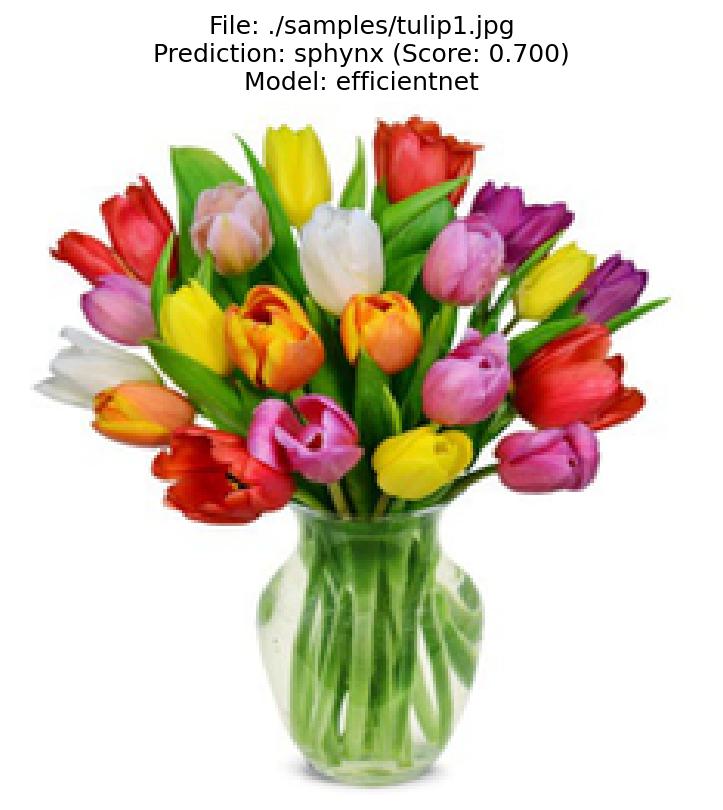 File: ./samples/tulip1.jpg
Prediction: sphynx (Score: 0.700)
Model: efficientnet